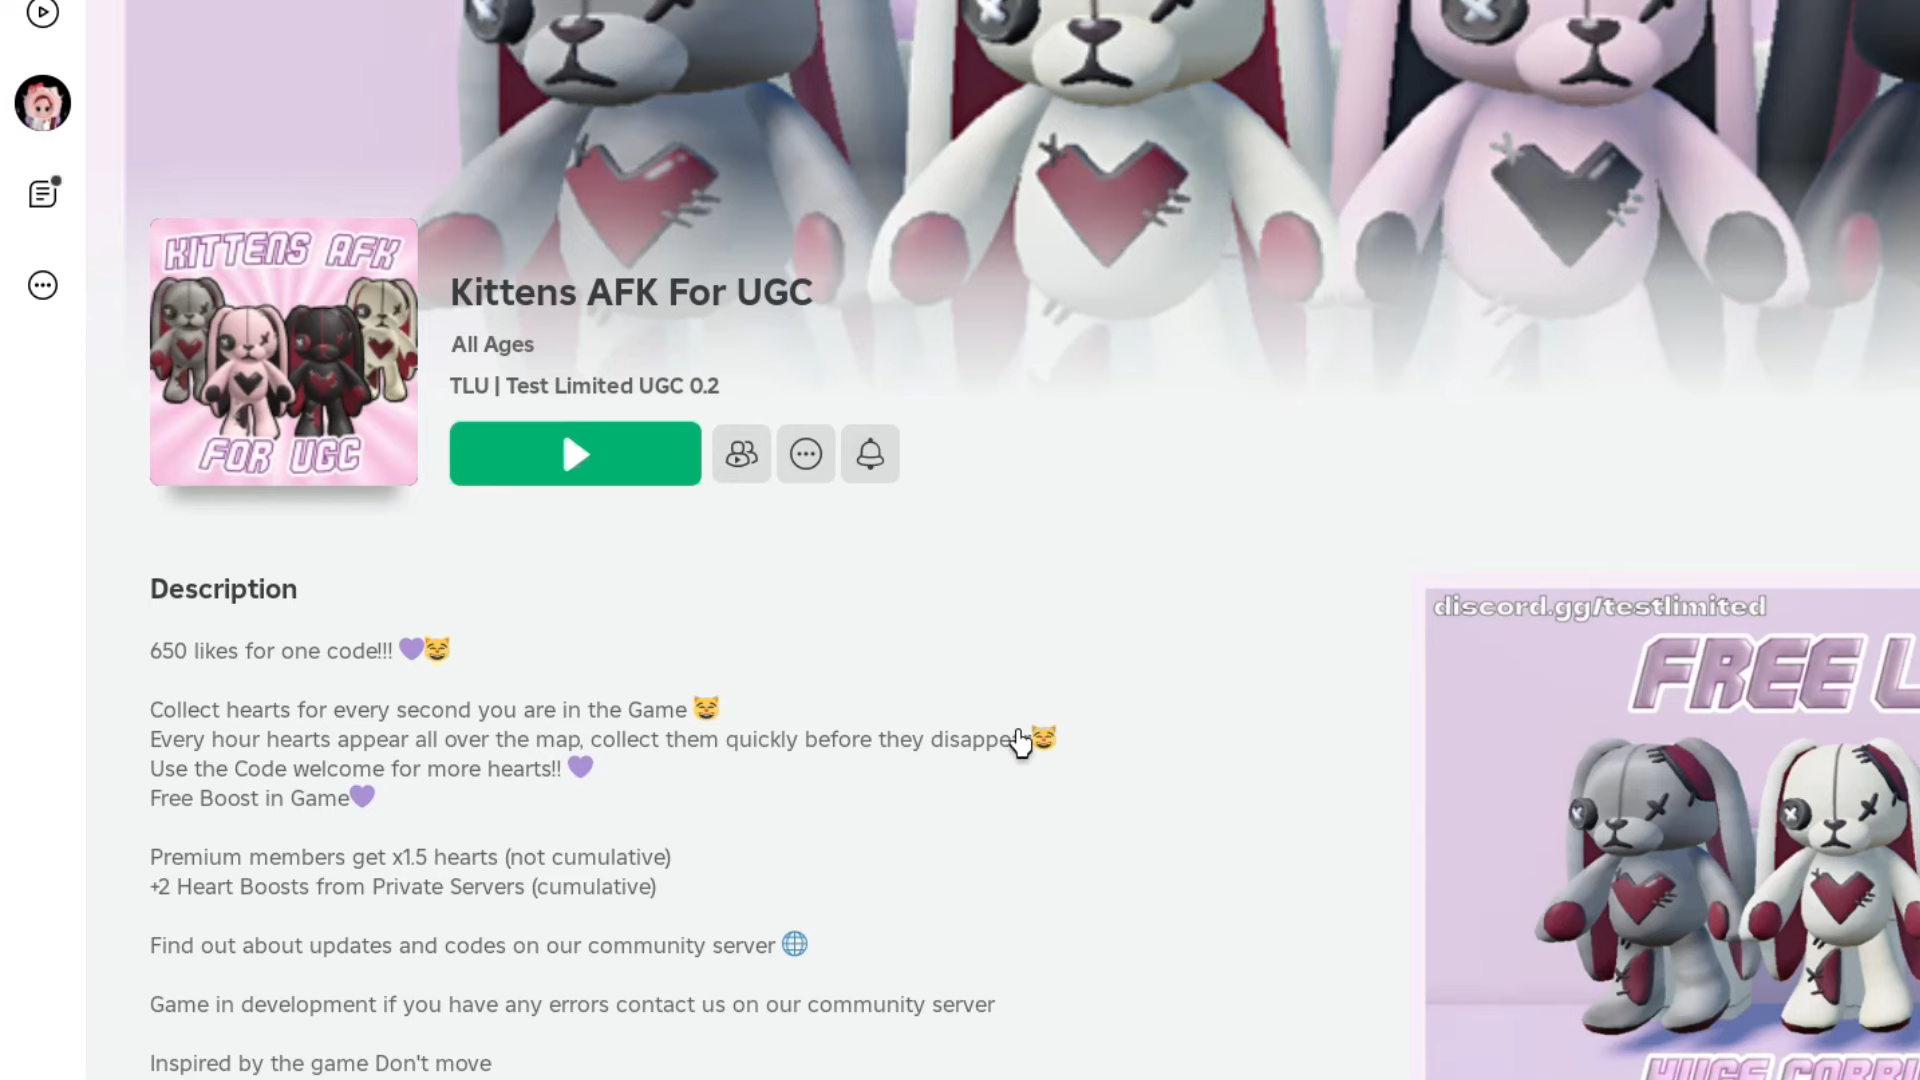 KITTENS AFK
FOR UGC
Kittens AFK For UGC
All Ages
TLU | Test Limited UGC 0.2
Description
650 likes for one code!!! 💜😸
Collect hearts for every second you are in the Game 😸
Every hour hearts appear all over the map, collect them quickly before they disappear😸
Use the Code welcome for more hearts!! 💜
Free Boost in Game💜
Premium members get x1.5 hearts (not cumulative)
+2 Heart Boosts from Private Servers (cumulative)
Find out about updates and codes on our community server 🌐
Game in development if you have any errors contact us on our community server
Inspired by the game Don't move
discord.gg/testlimited
FREE L